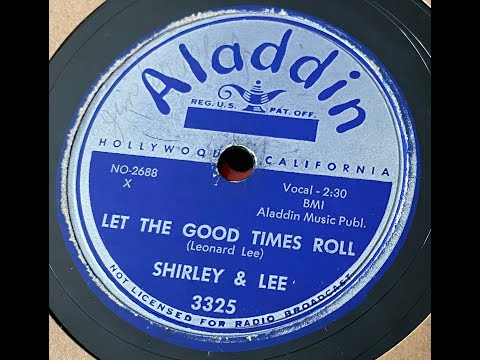 Aladdin
REG. U.S. PAT. OFF.
HOLLYWOOD CALIFORNIA
NO-2688
X
Vocal - 2:30
BMI
Aladdin Music Publ.
LET THE GOOD TIMES ROLL
(Leonard Lee)
SHIRLEY & LEE
3325
NOT LICENSED FOR RADIO BROADCAST